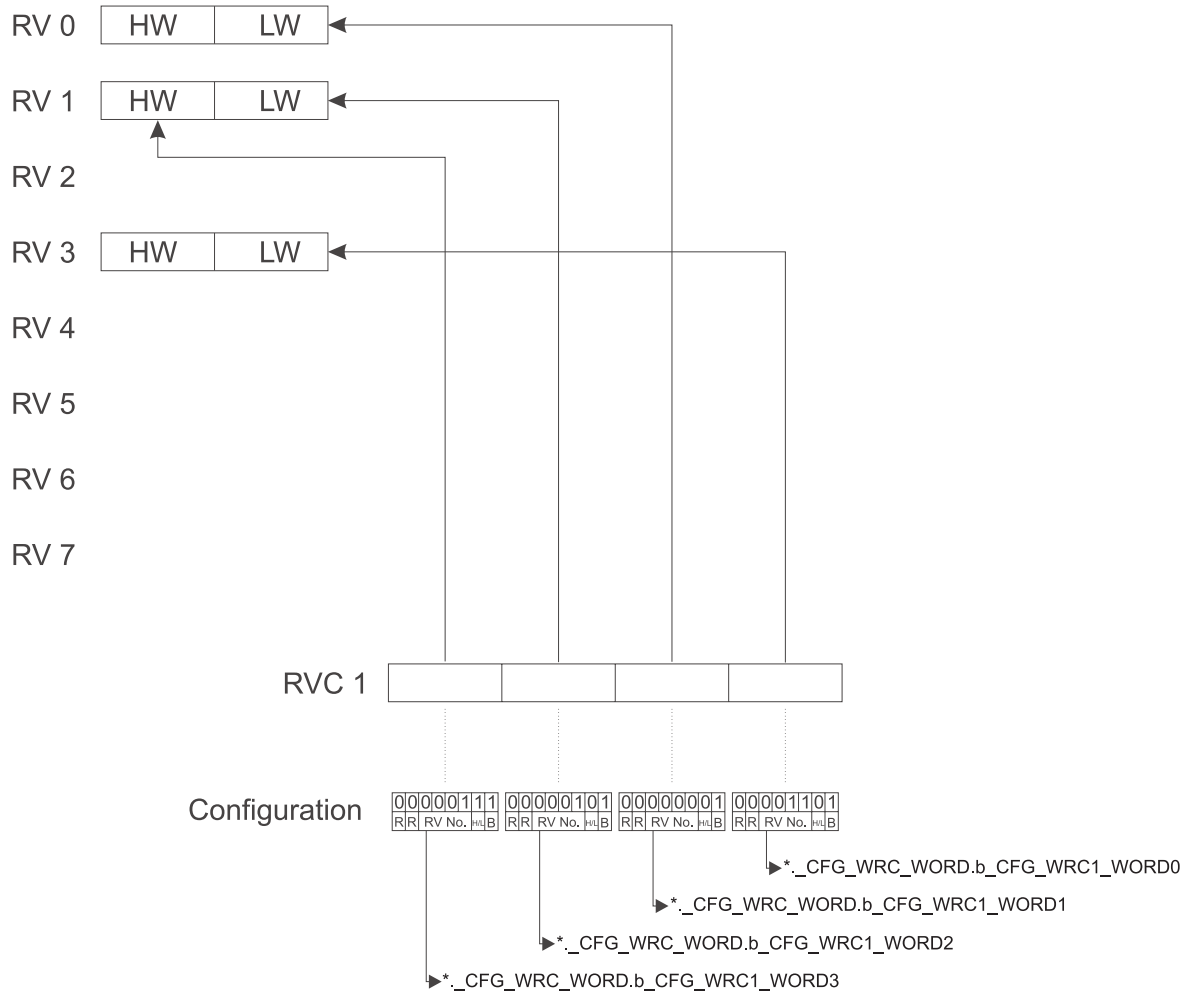 RV 0 HW LW
RV 1 HW LW
RV 2
RV 3 HW LW
RV 4
RV 5
RV 6
RV 7
RVC 1
Configuration 0 0 0 0 0 1 1 1 0 0 0 0 0 1 0 1 0 0 0 0 0 0 0 1 0 0 0 0 1 1 0 1
R R RV No. H/L B R R RV No. H/L B R R RV No. H/L B R R RV No. H/L B
*._CFG_WRC_WORD.b_CFG_WRC1_WORD0
*._CFG_WRC_WORD.b_CFG_WRC1_WORD1
*._CFG_WRC_WORD.b_CFG_WRC1_WORD2
*._CFG_WRC_WORD.b_CFG_WRC1_WORD3